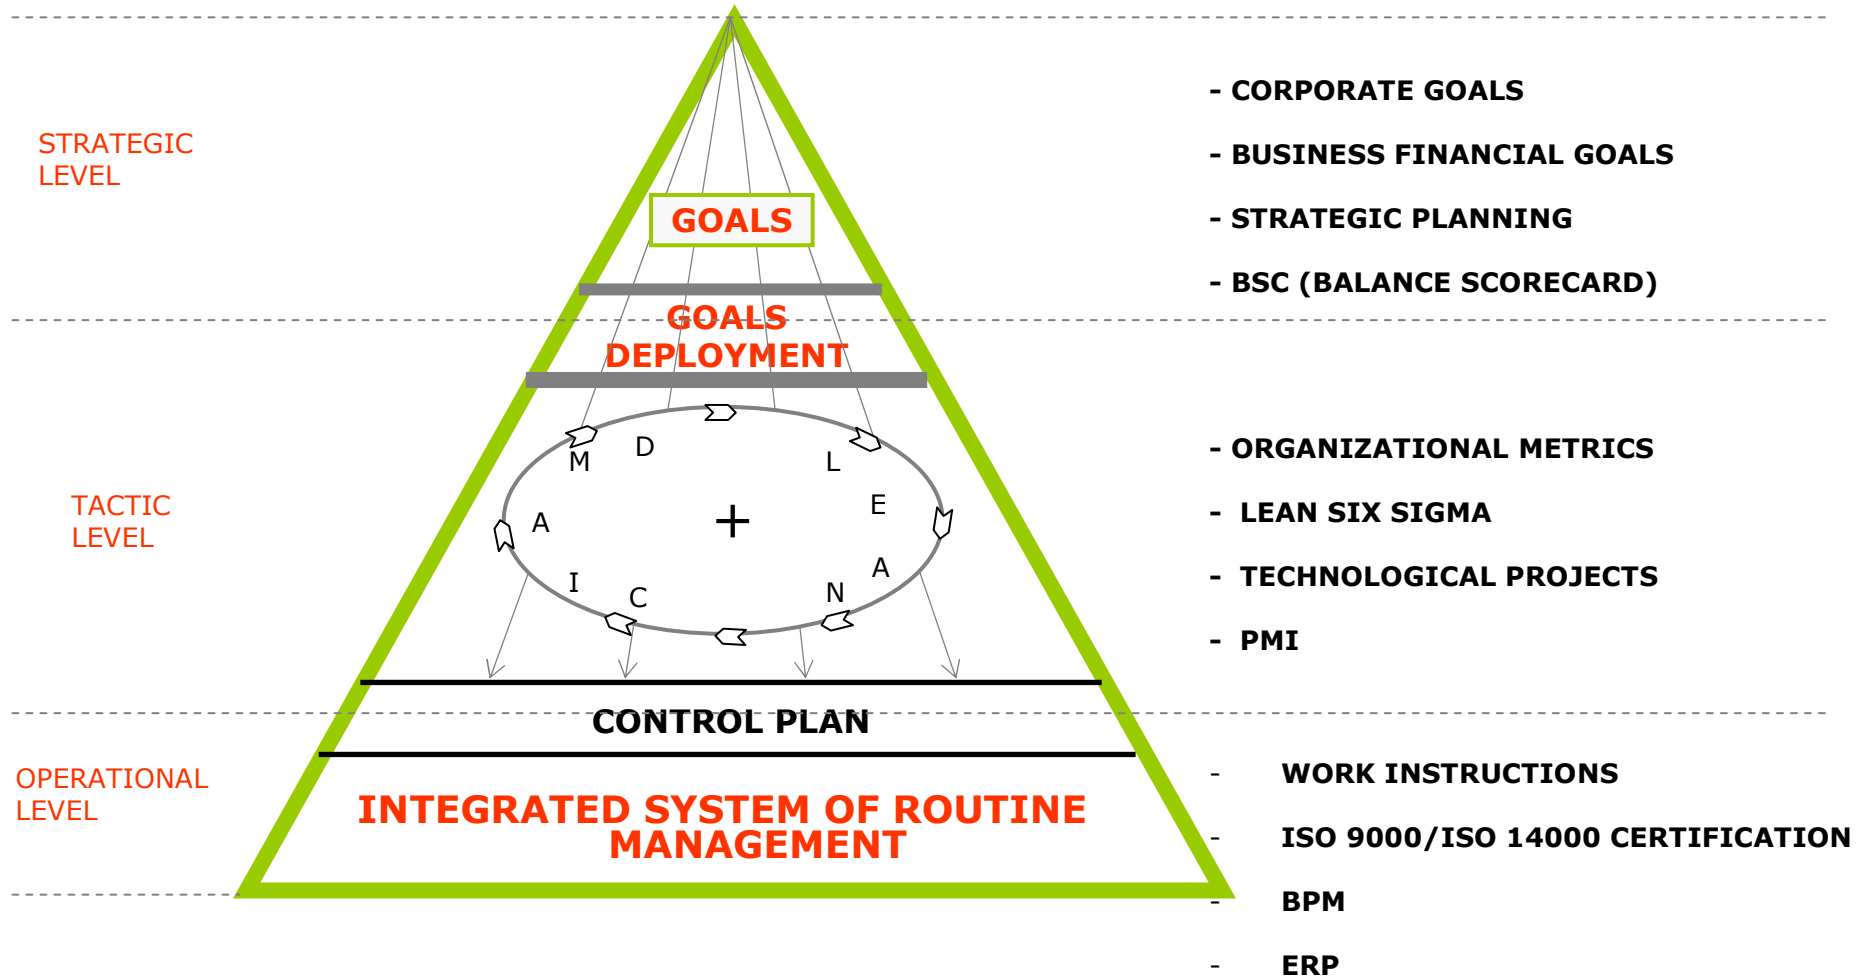 STRATEGIC
LEVEL
GOALS
- CORPORATE GOALS
- BUSINESS FINANCIAL GOALS
- STRATEGIC PLANNING
- BSC (BALANCE SCORECARD)
GOALS
DEPLOYMENT
TACTIC
LEVEL
D
M
A
I
C
+
L
E
A
N
- ORGANIZATIONAL METRICS
- LEAN SIX SIGMA
- TECHNOLOGICAL PROJECTS
- PMI
CONTROL PLAN
OPERATIONAL
LEVEL
INTEGRATED SYSTEM OF ROUTINE
MANAGEMENT
- WORK INSTRUCTIONS
- ISO 9000/ISO 14000 CERTIFICATION
- BPM
- ERP